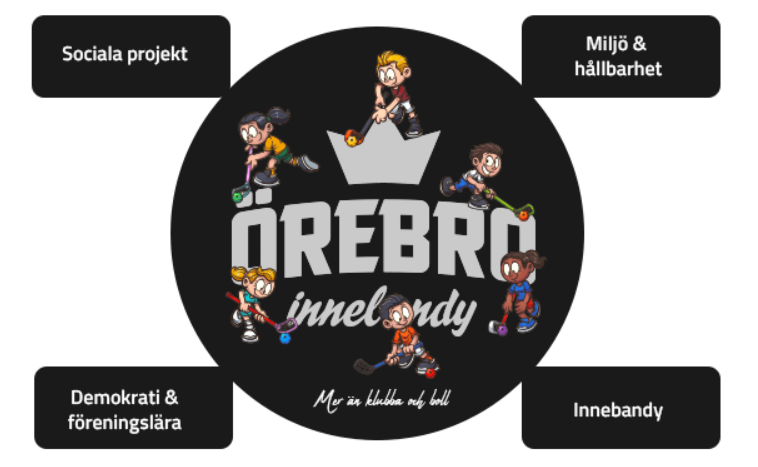 Sociala projekt
Miljö &
hållbarhet
ÖREBRO
innebandy
Mer än klubba och boll
Demokrati &
föreningslära
Innebandy